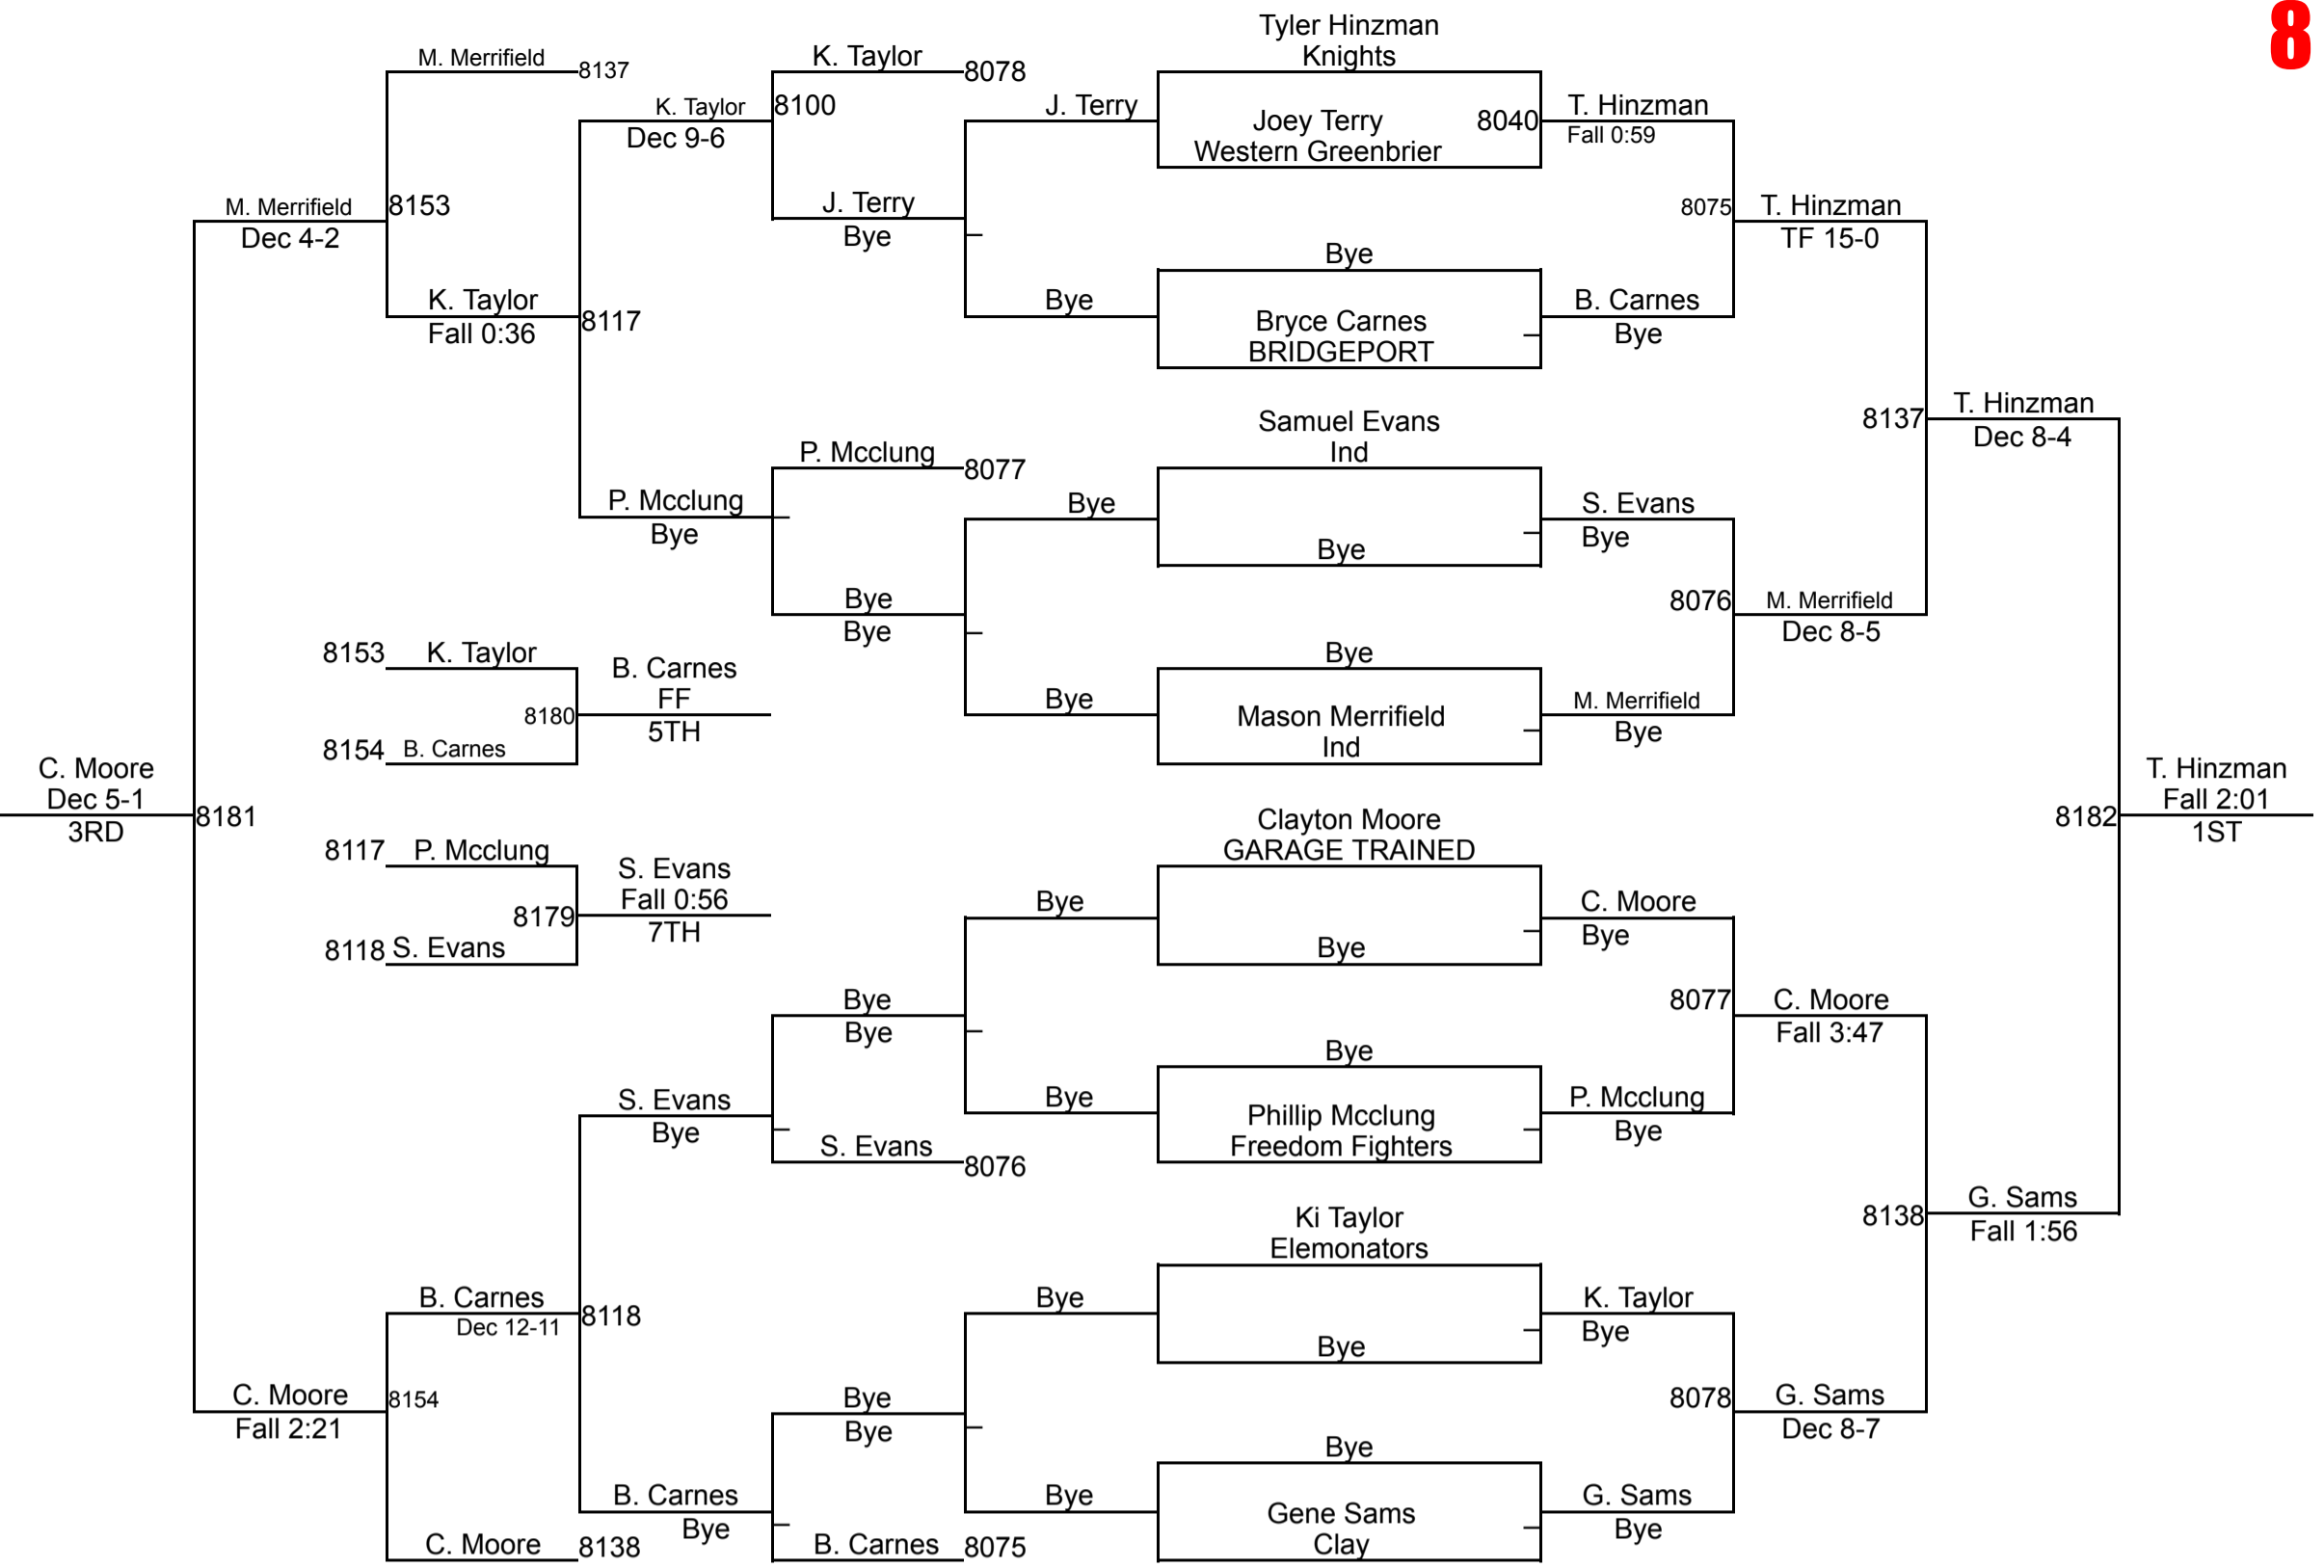 8
Tyler Hinzman
Knights
M. Merrifield
8137
K. Taylor
8078
K. Taylor
8100
Dec 9-6
J. Terry
Joey Terry
8040
Western Greenbrier
T. Hinzman
Fall 0:59
M. Merrifield
8153
Dec 4-2
J. Terry
Bye
8075
T. Hinzman
TF 15-0
Bye
K. Taylor
Fall 0:36
8117
Bye
Bryce Carnes
BRIDGEPORT
B. Carnes
Bye
Samuel Evans
Ind
8137
T. Hinzman
Dec 8-4
P. Mcclung
8077
P. Mcclung
Bye
Bye
Bye
S. Evans
Bye
Bye
Bye
8076
M. Merrifield
Dec 8-5
8153
K. Taylor
B. Carnes
FF
5TH
8180
8154
B. Carnes
Bye
Bye
Mason Merrifield
Ind
M. Merrifield
Bye
C. Moore
Dec 5-1
3RD
8181
8182
T. Hinzman
Fall 2:01
1ST
Clayton Moore
GARAGE TRAINED
8117
P. Mcclung
S. Evans
Fall 0:56
7TH
8179
8118
S. Evans
Bye
Bye
C. Moore
Bye
Bye
Bye
8077
C. Moore
Fall 3:47
Bye
S. Evans
Bye
Bye
Phillip Mcclung
Freedom Fighters
P. Mcclung
Bye
S. Evans
8076
8138
G. Sams
Fall 1:56
Ki Taylor
Elemonators
B. Carnes
Dec 12-11
8118
Bye
Bye
K. Taylor
Bye
C. Moore
Fall 2:21
8154
Bye
Bye
8078
G. Sams
Dec 8-7
Bye
B. Carnes
Bye
Bye
Gene Sams
Clay
G. Sams
Bye
C. Moore
8138
B. Carnes
8075